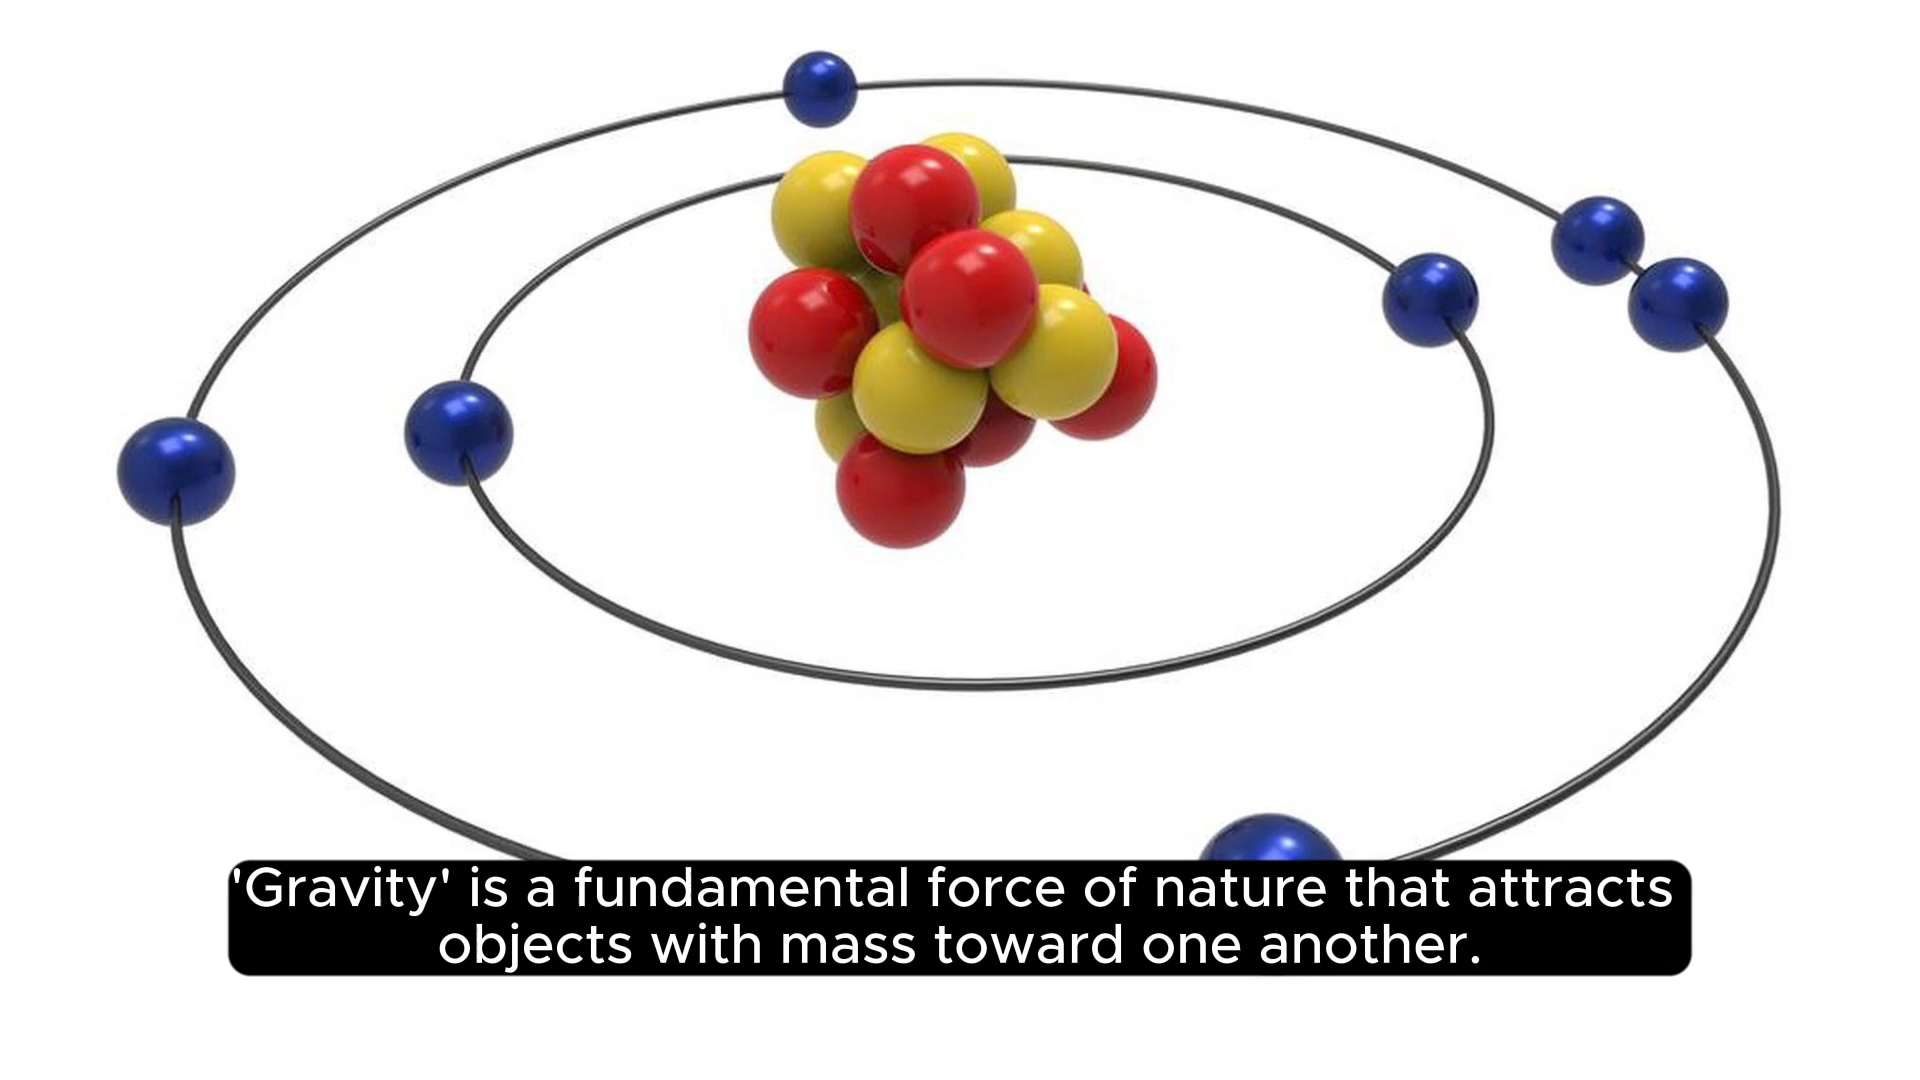 'Gravity' is a fundamental force of nature that attracts
objects with mass toward one another.